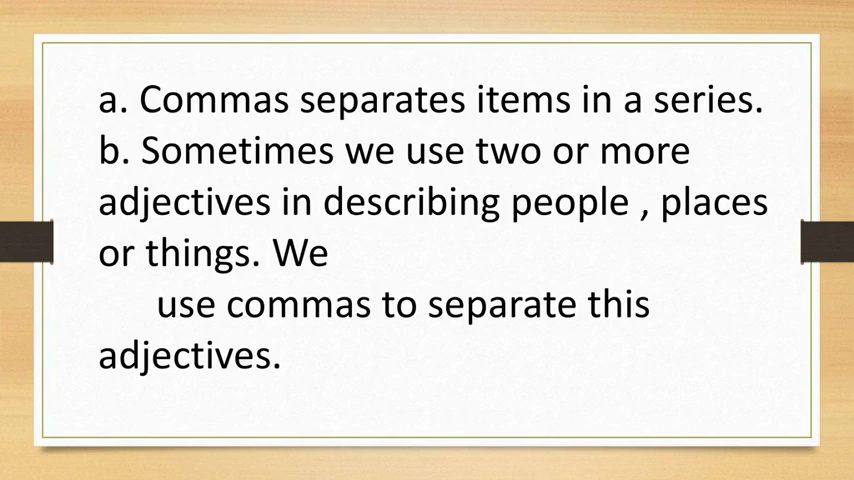 a. Commas separates items in a series.
b. Sometimes we use two or more
adjectives in describing people , places
or things. We
use commas to separate this
adjectives.